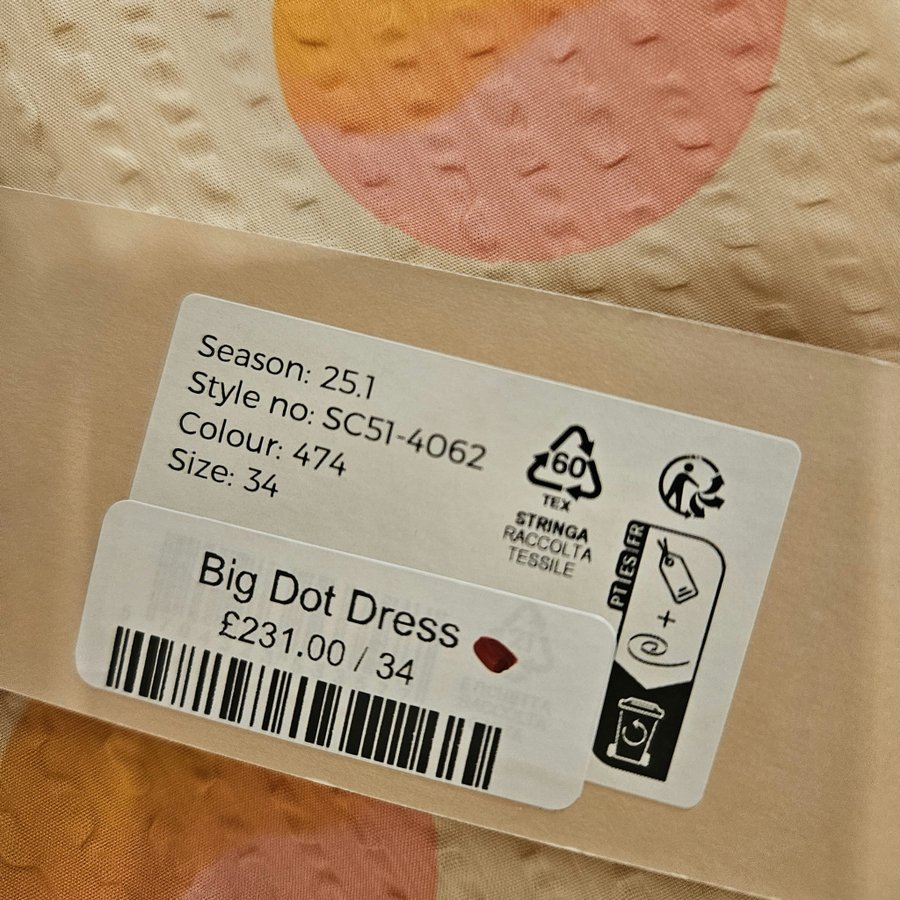 Season: 25.1
Style no: SC51-4062
Colour: 474
Size: 34
60
TEX
STRINGA
RACCOLTA
TESSILE
PT|ES|FR
+
Big Dot Dress
£231.00 / 34